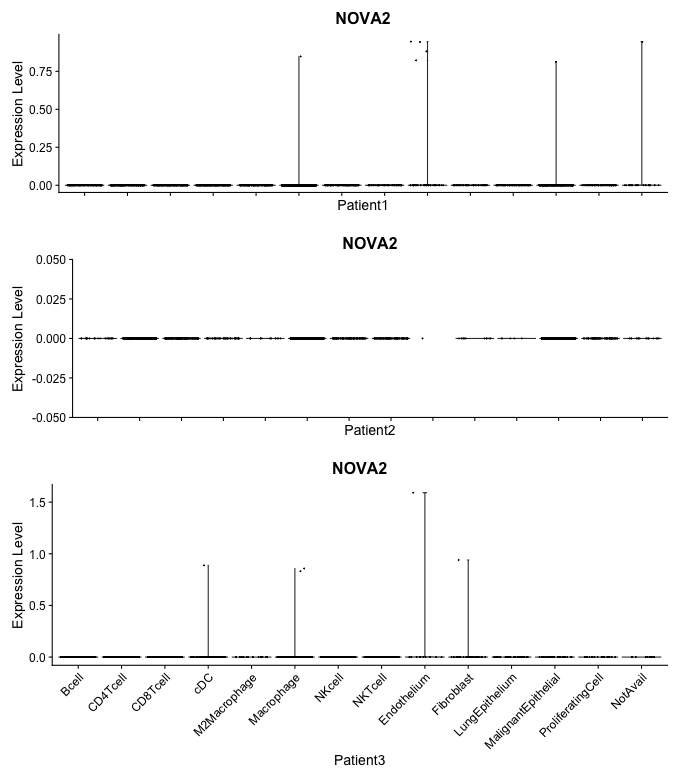 NOVA2
Expression Level
0.75
0.50
0.25
0.00
Patient1
NOVA2
Expression Level
0.050
0.025
0.000
-0.025
-0.050
Patient2
NOVA2
Expression Level
1.5
1.0
0.5
0.0
Bcell
CD4Tcell
CD8Tcell
cDC
M2Macrophage
Macrophage
NKcell
NKTcell
Endothelium
Fibroblast
LungEpithelium
MalignantEpithelial
ProliferatingCell
NotAvail
Patient3